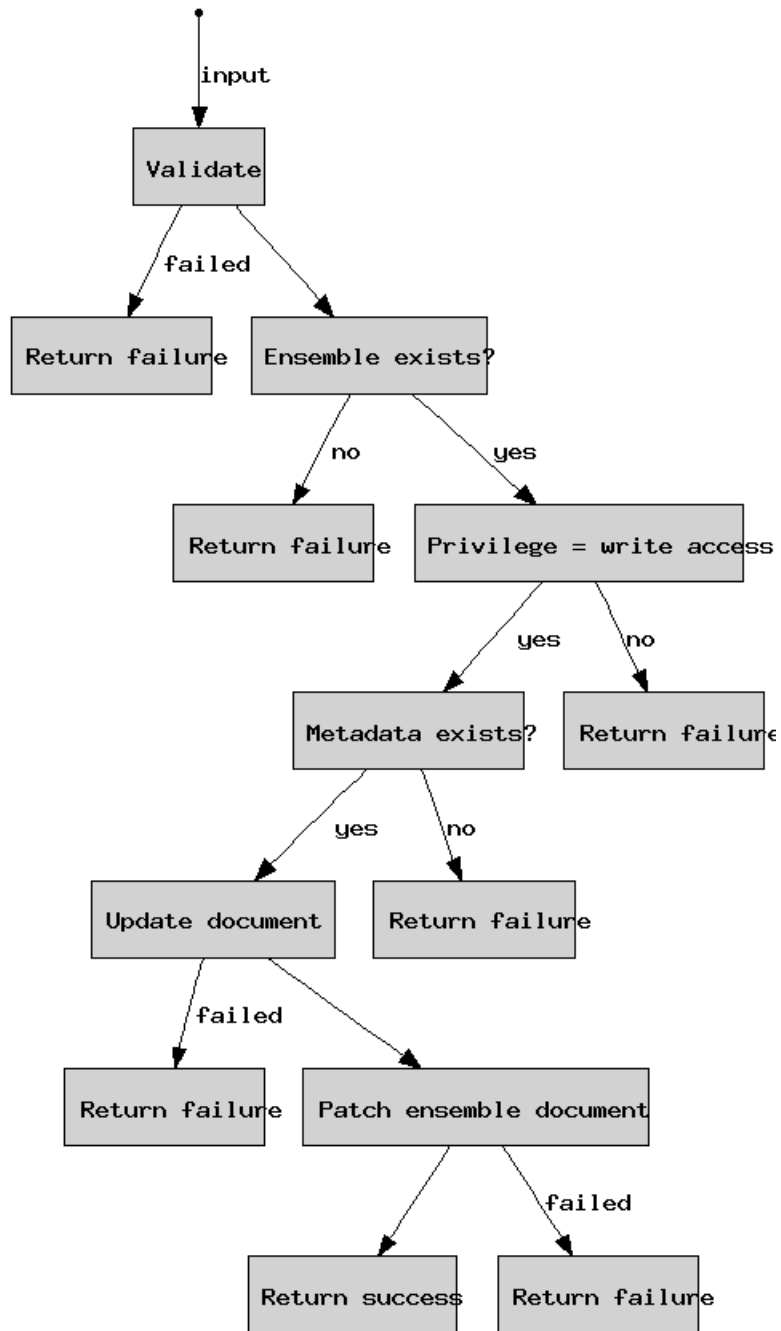 input
Validate
failed
Return failure
Ensemble exists?
no
yes
Return failure
Privilege = write access
yes
no
Metadata exists?
Return failure
yes
no
Update document
Return failure
failed
Return failure
Patch ensemble document
failed
Return success
Return failure